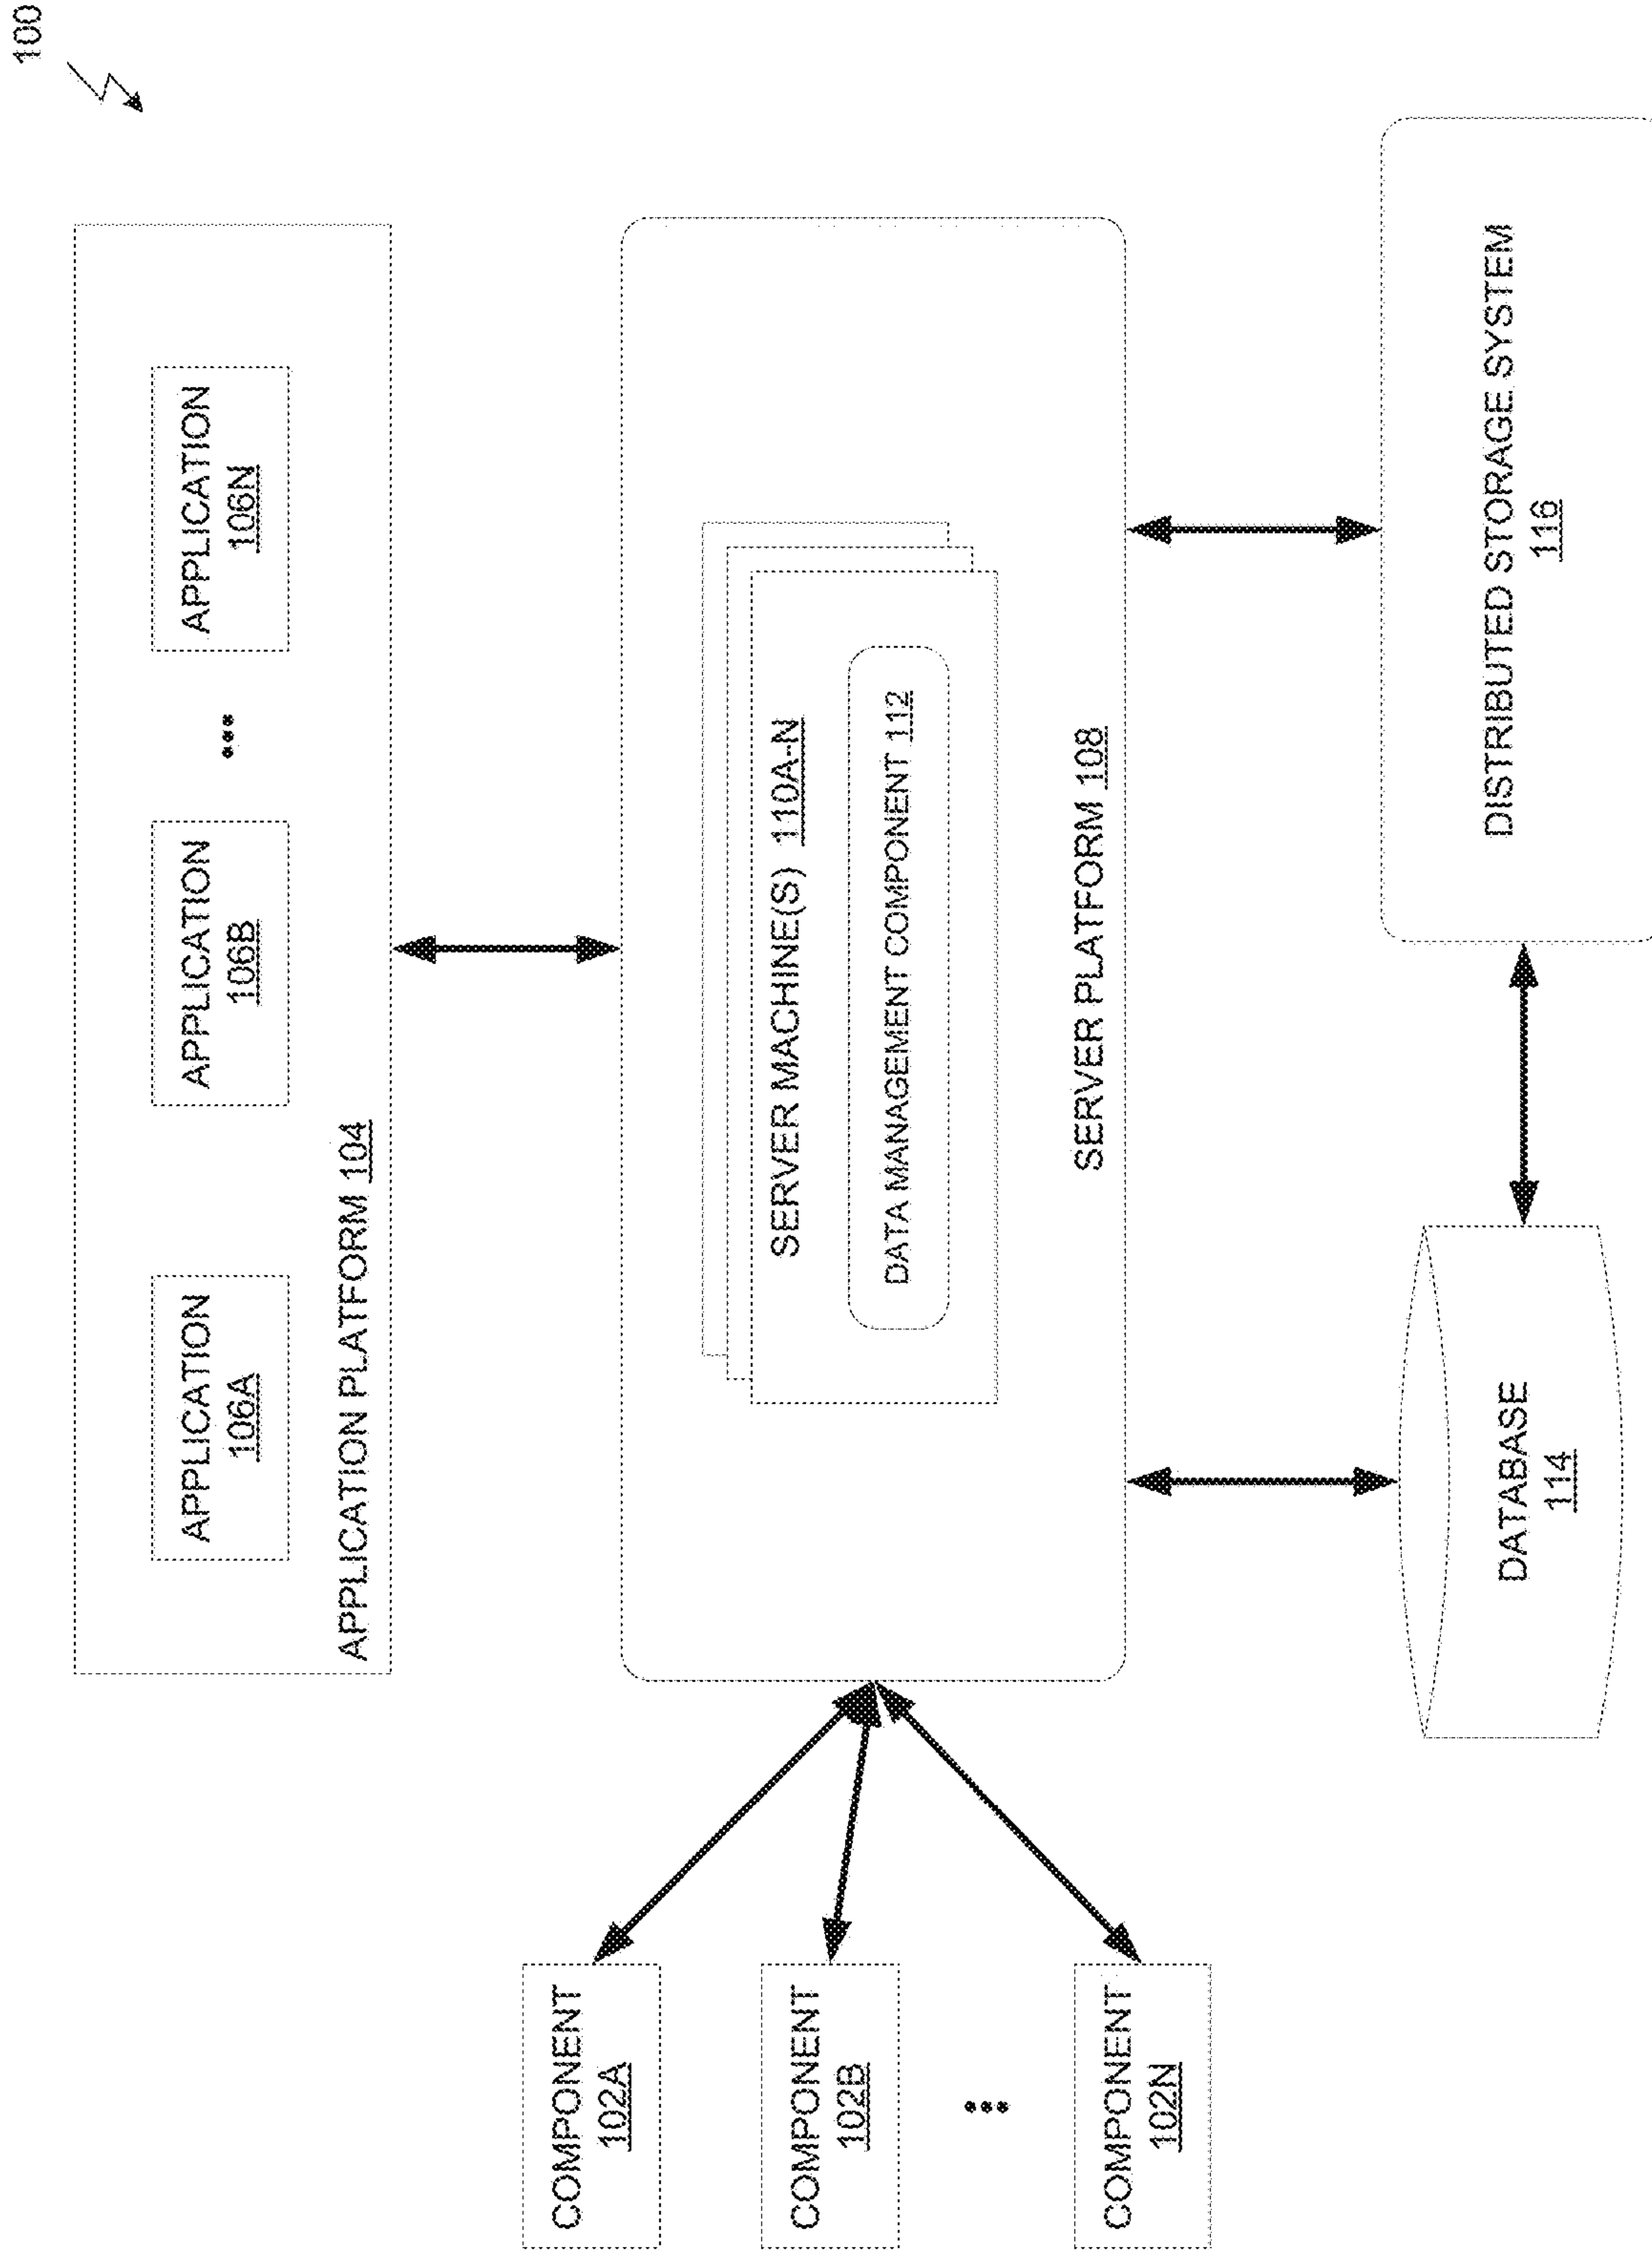 100
APPLICATION
106A
APPLICATION
106B
•••
APPLICATION
106N
APPLICATION PLATFORM 104
COMPONENT
102A
COMPONENT
102B
•••
COMPONENT
102N
SERVER MACHINE(S) 110A-N
DATA MANAGEMENT COMPONENT 112
SERVER PLATFORM 108
DATABASE
114
DISTRIBUTED STORAGE SYSTEM
116